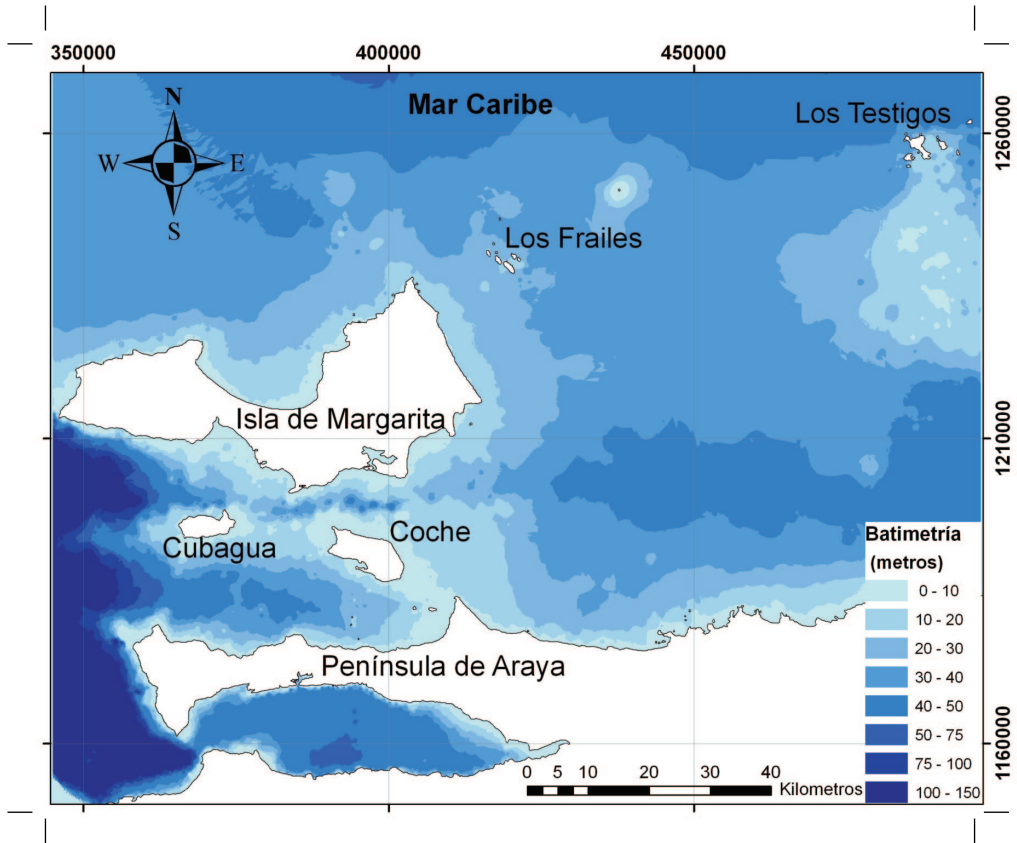 350000
400000
450000
Mar Caribe
Los Testigos
N
W
E
S
1260000
Los Frailes
Isla de Margarita
1210000
Coche
Cubagua
Península de Araya
1160000
Batimetría
(metros)
0 - 10
10 - 20
20 - 30
30 - 40
40 - 50
50 - 75
75 - 100
100 - 150
0 5 10 20 30 40
Kilometros